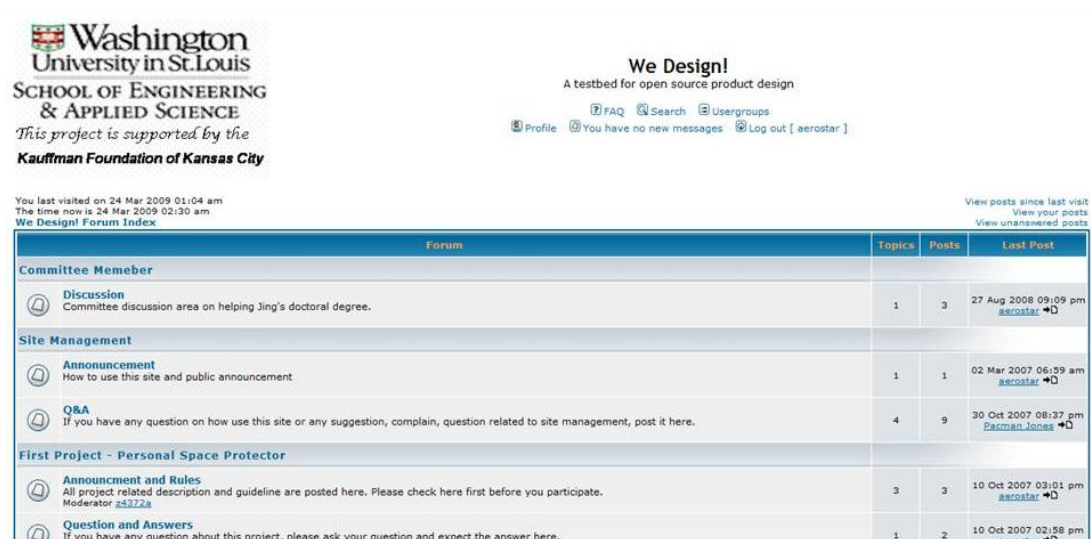 Washington
University in St.Louis
SCHOOL OF ENGINEERING
& APPLIED SCIENCE
This project is supported by the
Kauffman Foundation of Kansas City
We Design!
A testbed for open source product design
FAQ Search Usergroups
Profile You have no new messages Log out [ aerostar ]
You last visited on 24 Mar 2009 01:04 am
The time now is 24 Mar 2009 02:30 am
We Design! Forum Index
View posts since last visit
View your posts
View unanswered posts
Forum Topics Posts Last Post
Committee Memeber
Discussion
Committee discussion area on helping Jing's doctoral degree.
1 3 27 Aug 2008 09:09 pm
aerostar
Site Management
Annonuncement
How to use this site and public announcement
1 1 02 Mar 2007 06:59 am
aerostar
Q&A
If you have any question on how use this site or any suggestion, complain, question related to site management, post it here.
4 9 30 Oct 2007 08:37 pm
Pacman Jones
First Project - Personal Space Protector
Announcment and Rules
All project related description and guideline are posted here. Please check here first before you participate.
Moderator z4372a
3 3 10 Oct 2007 03:01 pm
aerostar
Question and Answers
If you have any question about this project, please ask your question and expect the answer here.
1 2 10 Oct 2007 02:58 pm